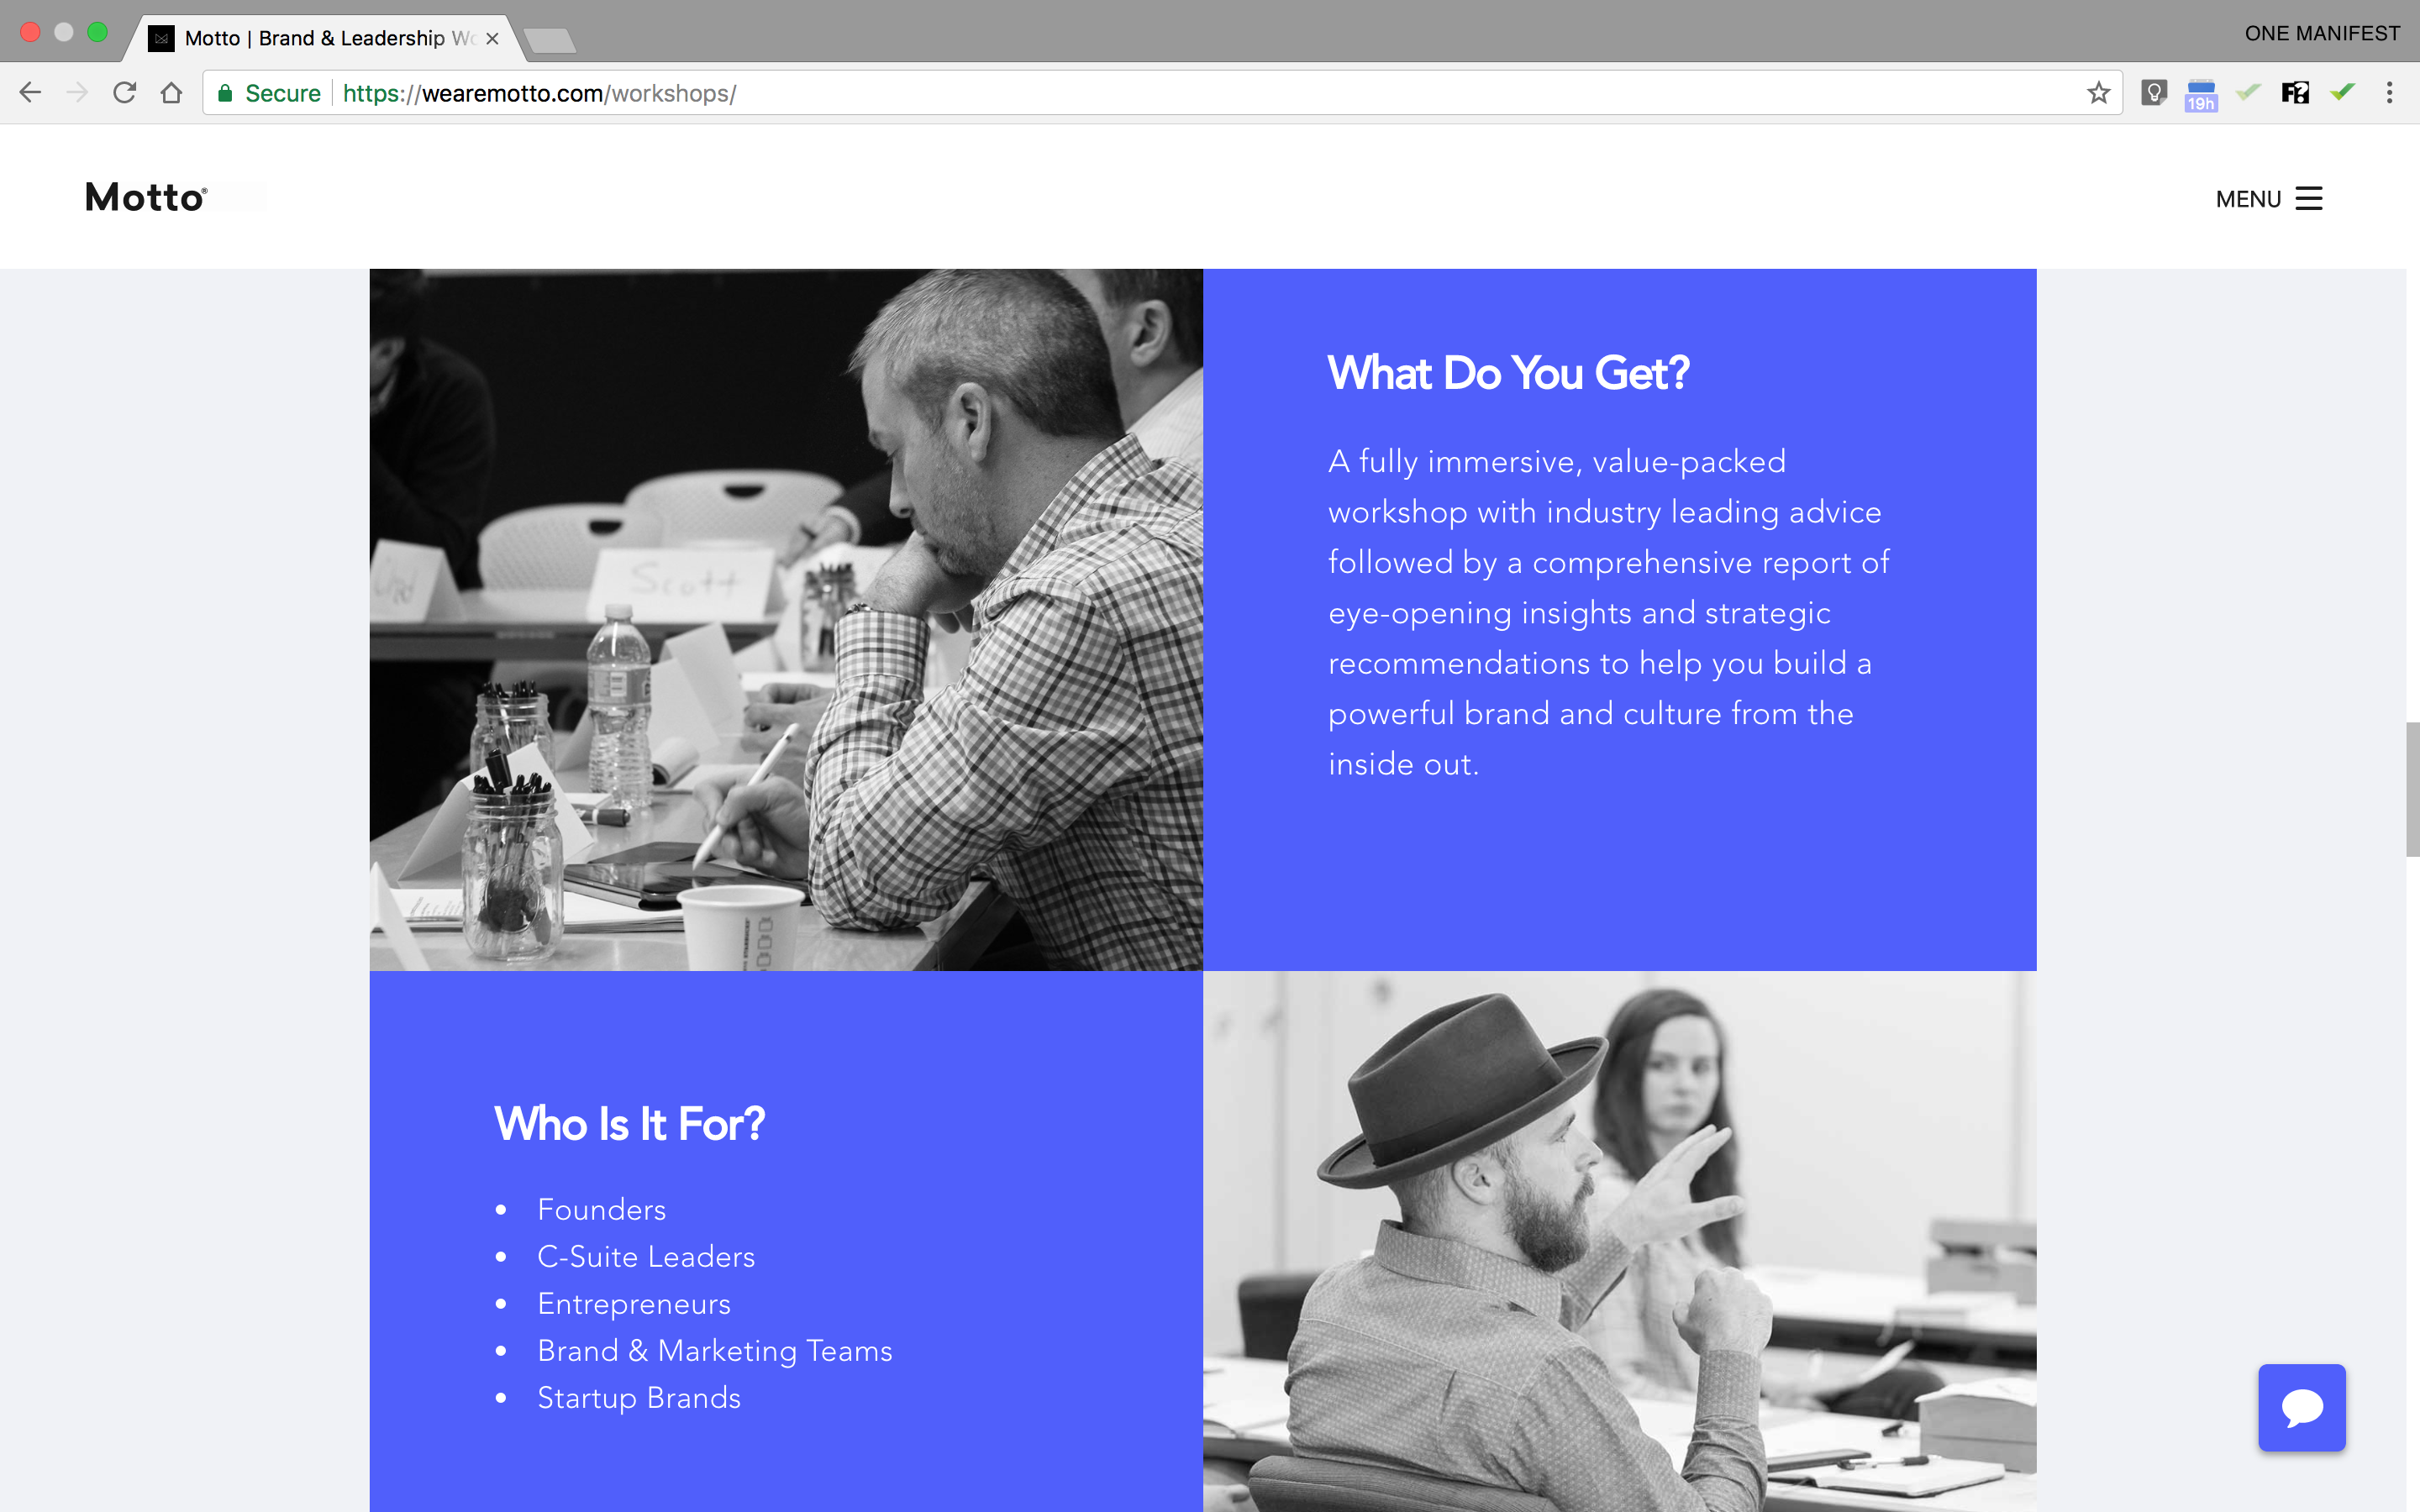 Motto | Brand & Leadership Wo
ONE MANIFEST
Secure
https://wearemotto.com/workshops/
19h
F?
Motto®
MENU
Scott
What Do You Get?
A fully immersive, value-packed
workshop with industry leading advice
followed by a comprehensive report of
eye-opening insights and strategic
recommendations to help you build a
powerful brand and culture from the
inside out.
Who Is It For?
• Founders
• C-Suite Leaders
• Entrepreneurs
• Brand & Marketing Teams
• Startup Brands